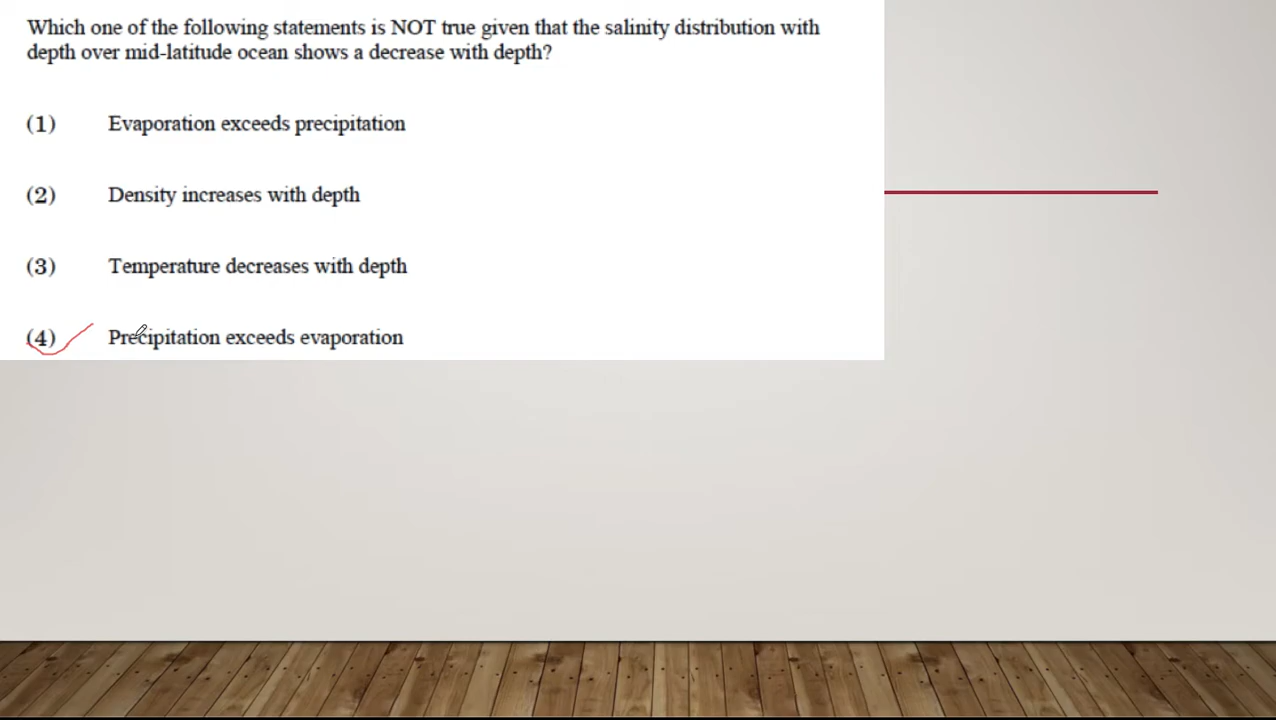 Which one of the following statements is NOT true given that the salinity distribution with
depth over mid-latitude ocean shows a decrease with depth?
(1) Evaporation exceeds precipitation
(2) Density increases with depth
(3) Temperature decreases with depth
(4) Precipitation exceeds evaporation